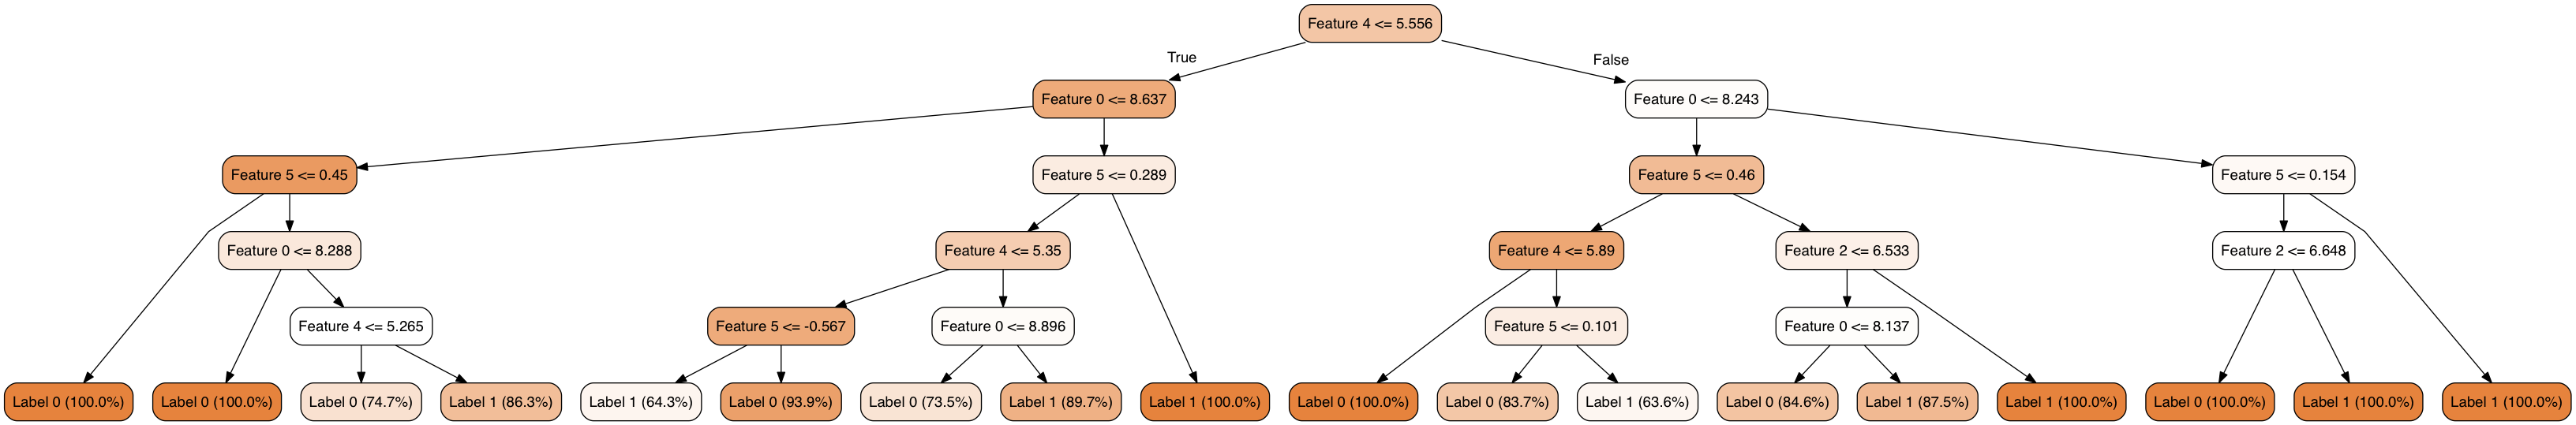 Feature 4 <= 5.556
True
False
Feature 0 <= 8.637
Feature 0 <= 8.243
Feature 5 <= 0.45
Feature 5 <= 0.289
Feature 5 <= 0.46
Feature 5 <= 0.154
Feature 0 <= 8.288
Feature 4 <= 5.35
Feature 4 <= 5.89
Feature 2 <= 6.533
Feature 2 <= 6.648
Feature 4 <= 5.265
Feature 5 <= -0.567
Feature 0 <= 8.896
Feature 5 <= 0.101
Feature 0 <= 8.137
Label 0 (100.0%)
Label 0 (100.0%)
Label 0 (74.7%)
Label 1 (86.3%)
Label 1 (64.3%)
Label 0 (93.9%)
Label 0 (73.5%)
Label 1 (89.7%)
Label 1 (100.0%)
Label 0 (100.0%)
Label 0 (83.7%)
Label 1 (63.6%)
Label 0 (84.6%)
Label 1 (87.5%)
Label 1 (100.0%)
Label 0 (100.0%)
Label 1 (100.0%)
Label 1 (100.0%)